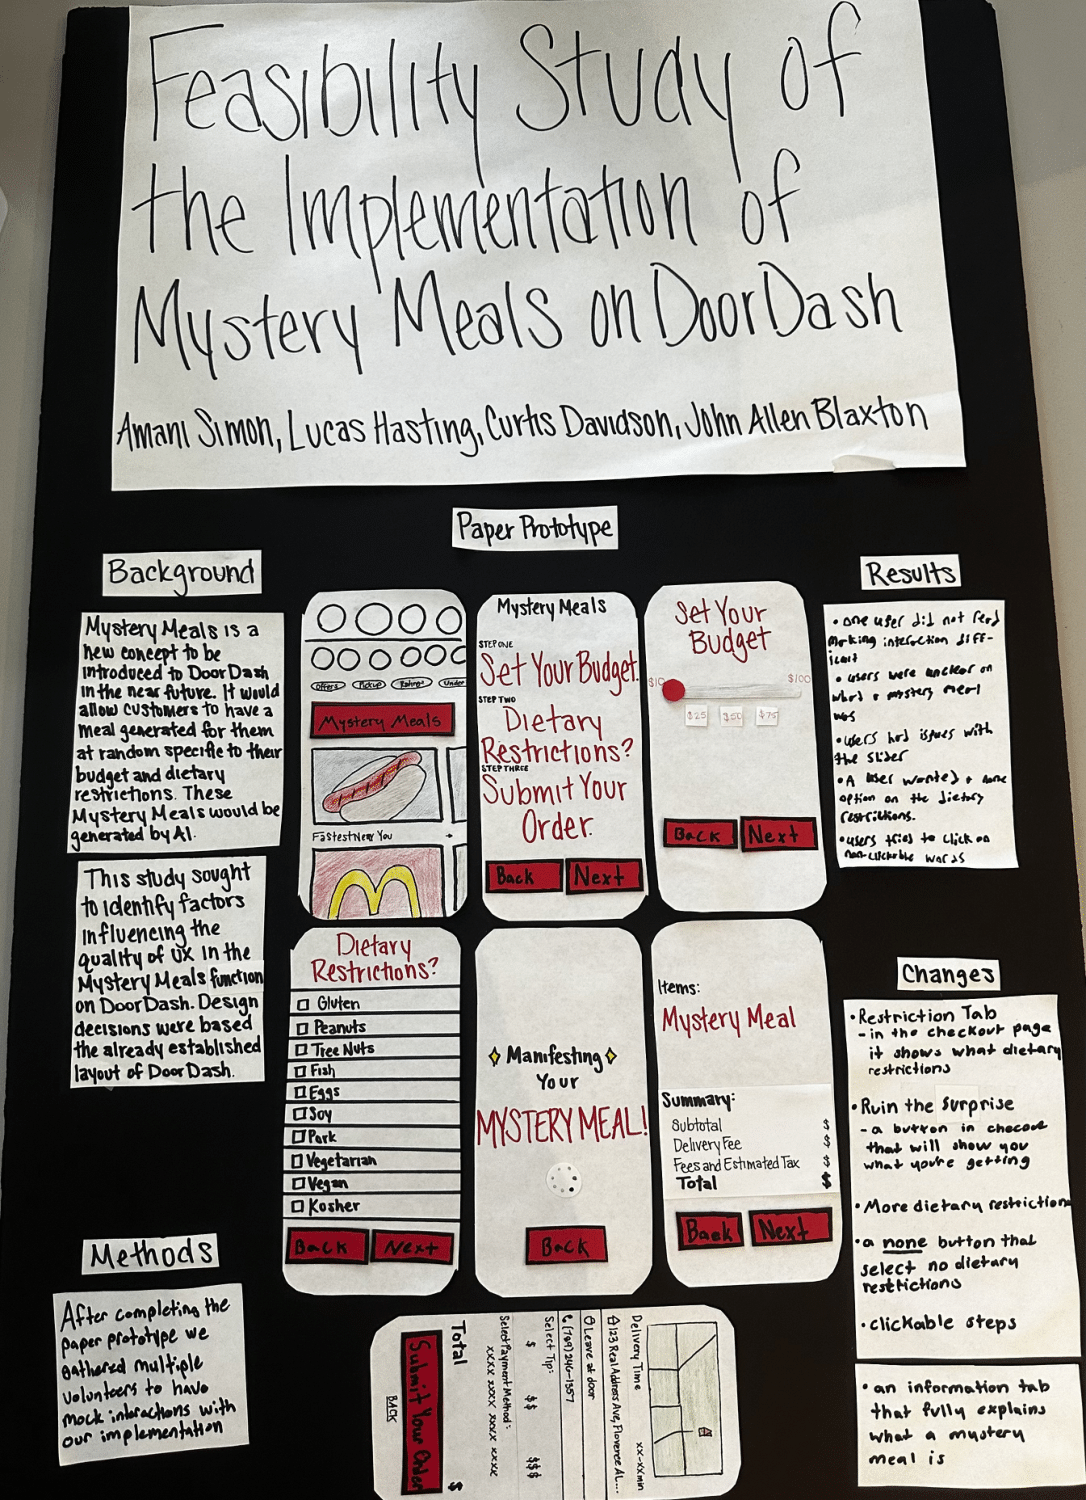 Feasibility Study of
the Implementation of
Mystery Meals on DoorDash
Amani Simon, Lucas Hasting, Curtis Davidson, John Allen Blaxton
Paper Prototype
Background
Mystery Meals is a
new concept to be
introduced to DoorDash
in the near future. It would
allow customers to have a
meal generated for them
at random specific to their
budget and dietary
restrictions. These
Mystery Meals would be
generated by AI.
This study sought
to identify factors
influencing the
quality of UX in the
Mystery Meals function
on DoorDash. Design
decisions were based
the already established
layout of DoorDash.
Methods
After completing the
paper prototype we
gathered multiple
volunteers to have
mock interactions with
our implementation
Offers
Pickup
Ratings
Under
Mystery Meals
Fastest Near You
Mystery Meals
STEP ONE
Set Your Budget.
STEP TWO
Dietary
Restrictions?
STEP THREE
Submit Your
Order.
Back Next
Set Your
Budget
$10 $100
$25 $50 $75
Back Next
Dietary
Restrictions?
Gluten
Peanuts
Tree Nuts
Fish
Eggs
Soy
Pork
Vegetarian
Vegan
Kosher
Back Next
Manifesting
Your
MYSTERY MEAL!
Back
Items:
Mystery Meal
Summary:
Subtotal $
Delivery Fee $
Fees and Estimated Tax $
Total $
Back Next
Delivery Time xx-xxmin
123 Real Address Ave, Florence AL...
Leave at door
(789) 246-1357
Select Tip:
$ $$ $$$
Select Payment Method:
xxxx xxxx xxxx xxxx
Total $
Submit Your Order
BACK
Results
• one user did not read
making interaction diff-
icult
• users were unclear on
what a mystery meal
was
• users had issues with
the slider
• A user wanted a none
option on the dietary
restrictions.
• users tried to click on
non-clickable words
Changes
• Restriction Tab
- in the checkout page
it shows what dietary
restrictions
• Ruin the surprise
- a button in
that will show you
what you're getting
• More dietary restriction
• a none button that
select no dietary
restrictions
• clickable steps
• an information tab
that fully explains
what a mystery
meal is